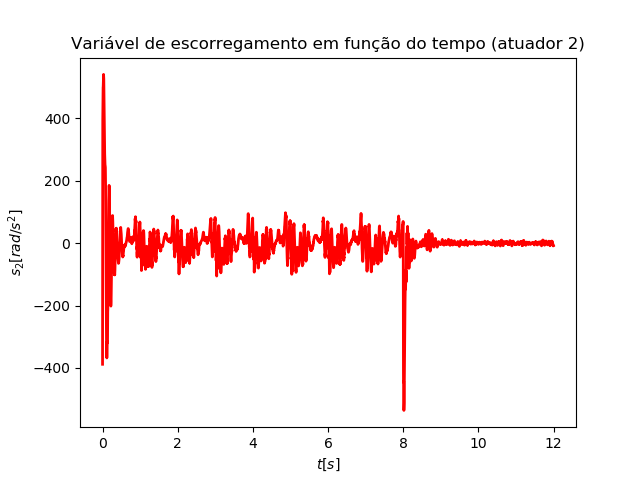 Variável de escorregamento em função do tempo (atuador 2)
400
200
0
−200
−400
s₂[rad/s²]
0 2 4 6 8 10 12
t[s]